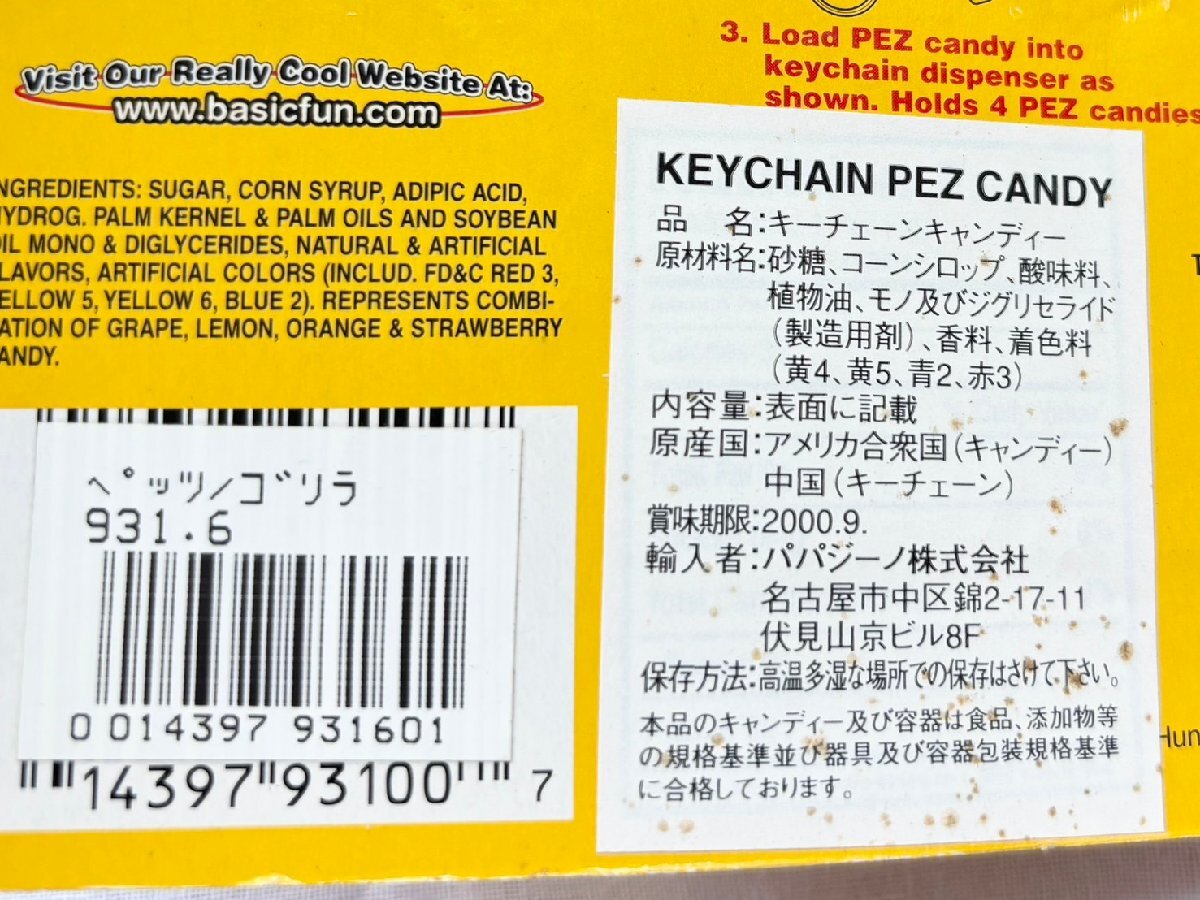 Visit Our Really Cool Website At:
www.basicfun.com
3. Load PEZ candy into
keychain dispenser as
shown. Holds 4 PEZ candies
NGREDIENTS: SUGAR, CORN SYRUP, ADIPIC ACID,
HYDROG. PALM KERNEL & PALM OILS AND SOYBEAN
OIL MONO & DIGLYCERIDES, NATURAL & ARTIFICIAL
LAVORS, ARTIFICIAL COLORS (INCLUD. FD&C RED 3,
YELLOW 5, YELLOW 6, BLUE 2). REPRESENTS COMBI-
ATION OF GRAPE, LEMON, ORANGE & STRAWBERRY
ANDY.
ペッツ/ゴリラ
931.6
0 014397 931601
14397 93100 7
KEYCHAIN PEZ CANDY
品 名:キーチェーンキャンディー
原材料名:砂糖、コーンシロップ、酸味料、
植物油、モノ及びジグリセライド
(製造用剤)、香料、着色料
(黄4、黄5、青2、赤3)
内容量:表面に記載
原産国:アメリカ合衆国(キャンディー)
中国(キーチェーン)
賞味期限:2000.9.
輸入者:パパジーノ株式会社
名古屋市中区錦2-17-11
伏見山京ビル8F
保存方法:高温多湿な場所での保存はさけて下さい。
本品のキャンディー及び容器は食品、添加物等
の規格基準並び器具及び容器包装規格基準
に合格しております。
Hun